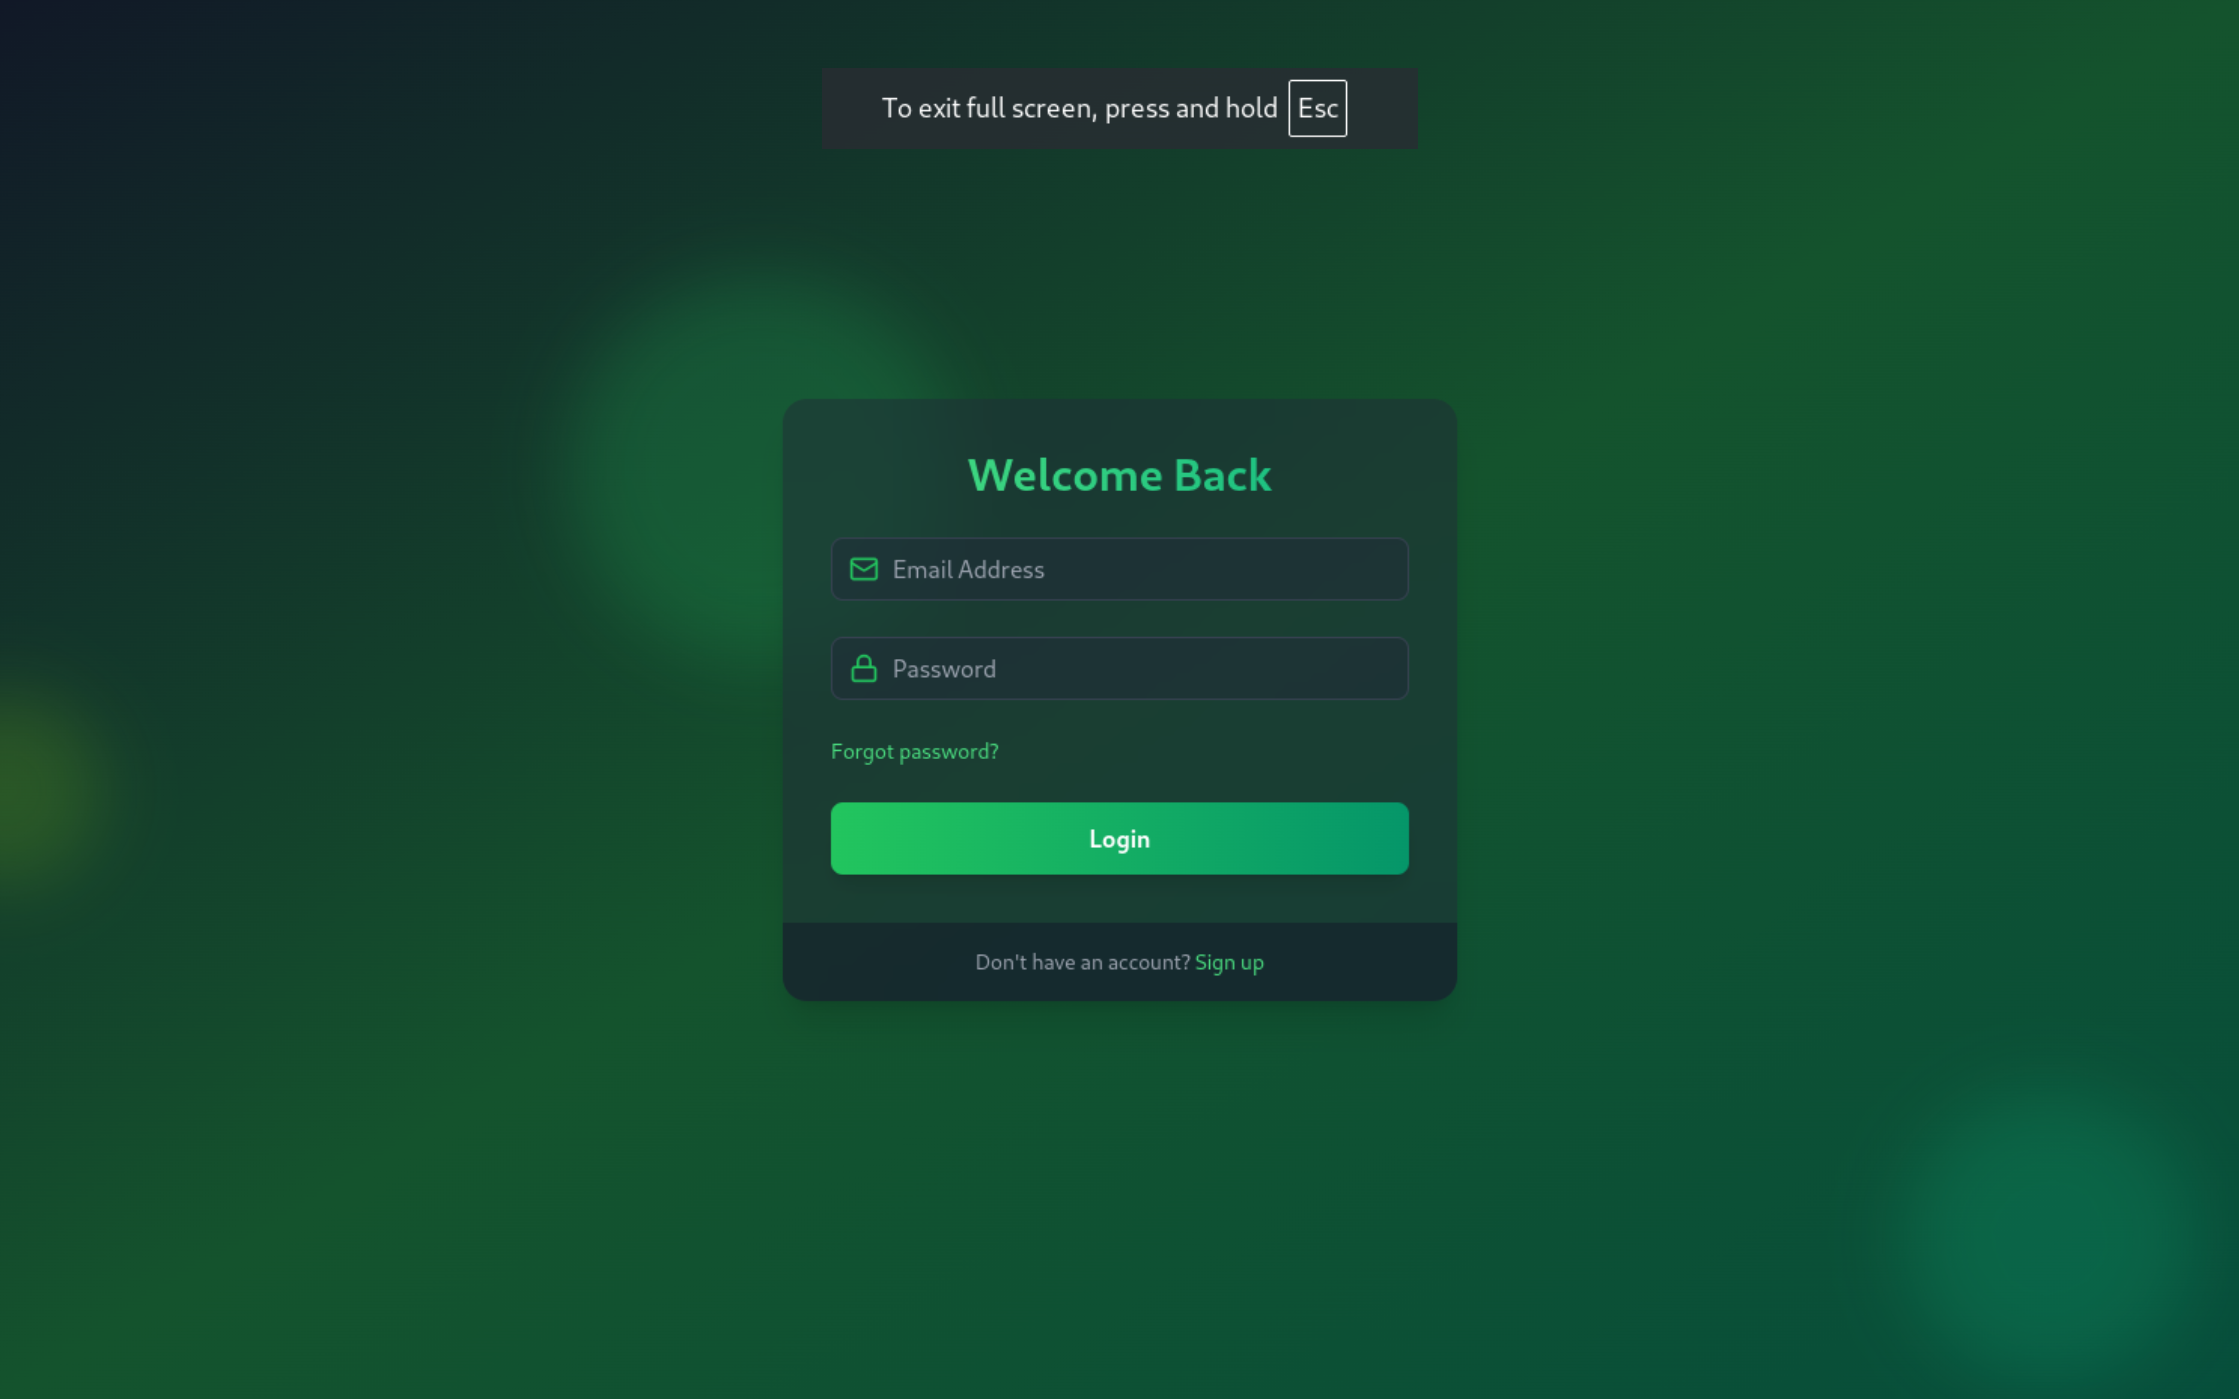 To exit full screen, press and hold Esc
Welcome Back
Email Address
Password
Forgot password?
Login
Don't have an account? Sign up